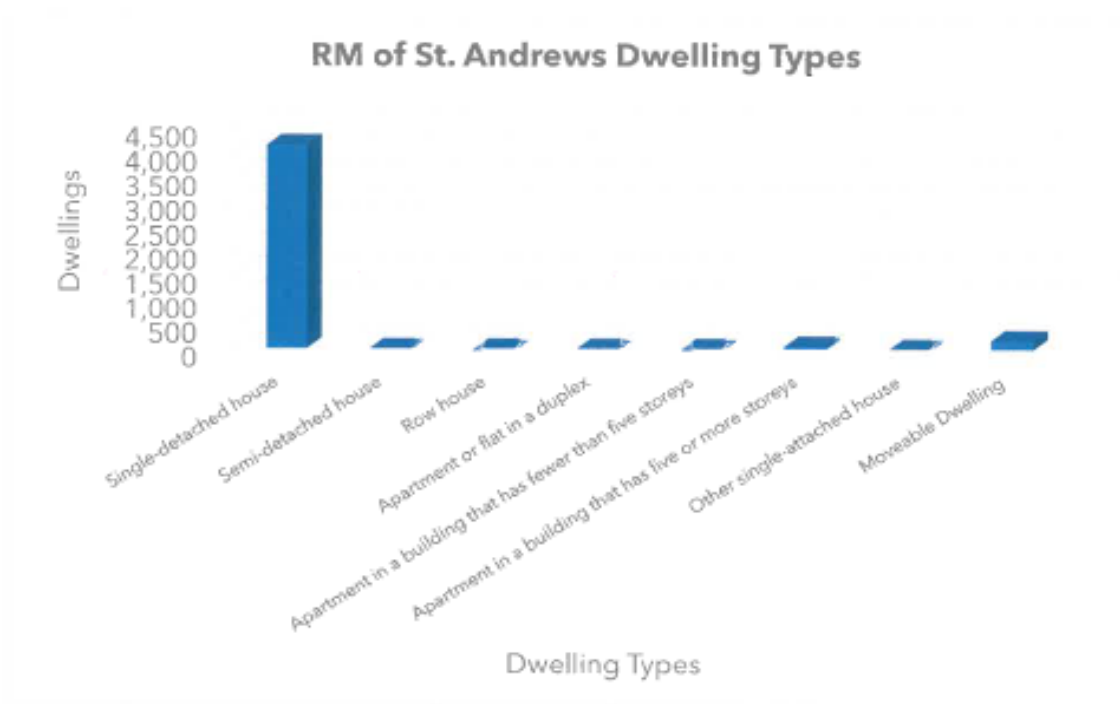 RM of St. Andrews Dwelling Types
Dwellings
4,500
4,000
3,500
3,000
2,500
2,000
1,500
1,000
500
0
Single-detached house
Semi-detached house
Row house
Apartment or flat in a duplex
Apartment in a building that has fewer than five storeys
Apartment in a building that has five or more storeys
Other single-attached house
Moveable Dwelling
Dwelling Types